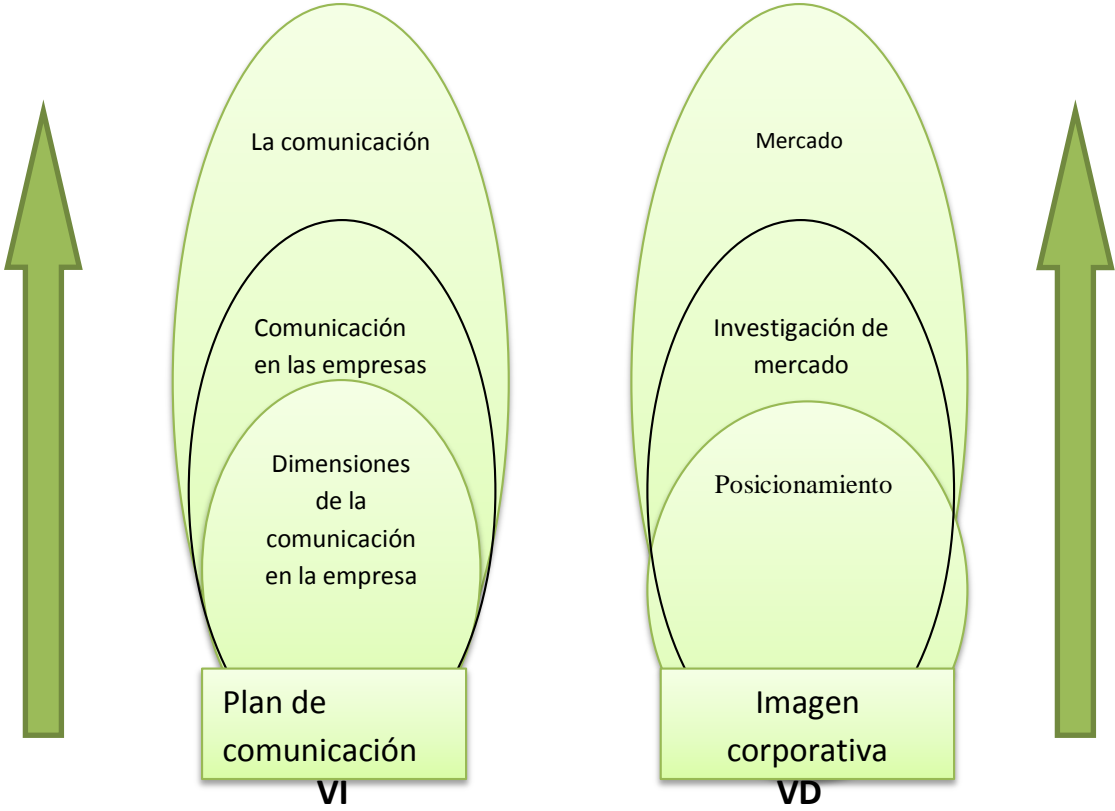 La comunicación
Comunicación
en las empresas
Dimensiones
de la
comunicación
en la empresa
Plan de
comunicación
VI
Mercado
Investigación de
mercado
Posicionamiento
Imagen
corporativa
VD